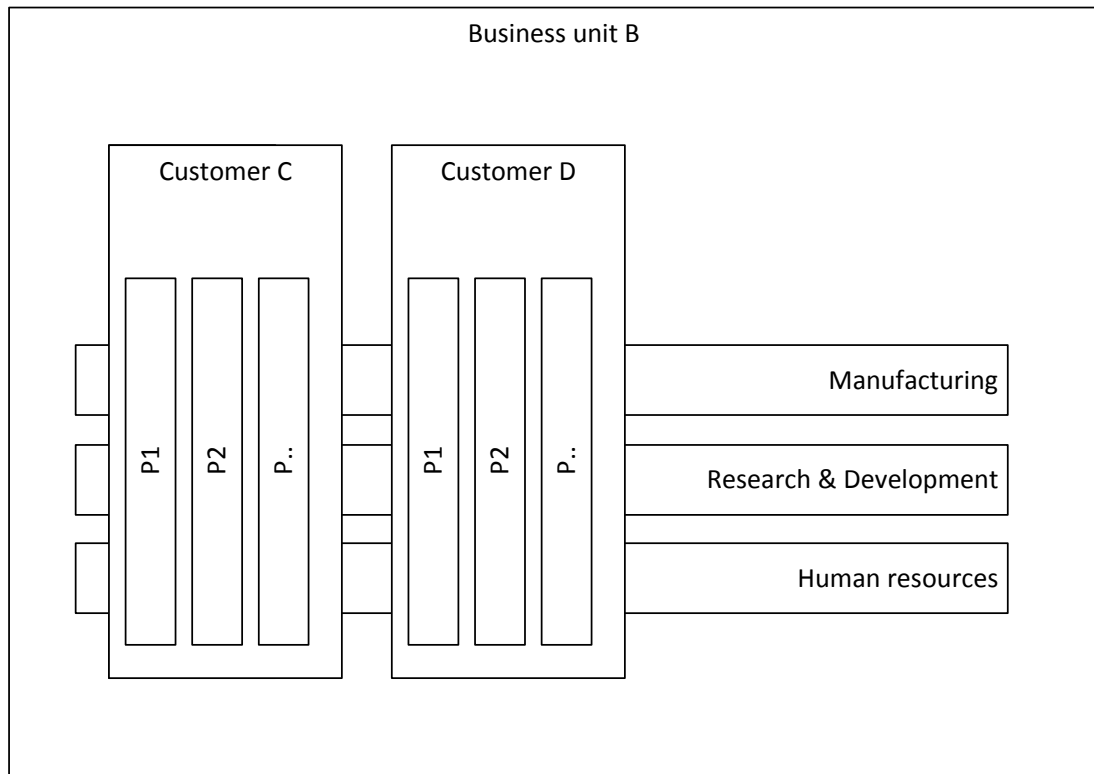 Business unit B
Customer C
Customer D
P1
P2
P..
P1
P2
P..
Manufacturing
Research & Development
Human resources